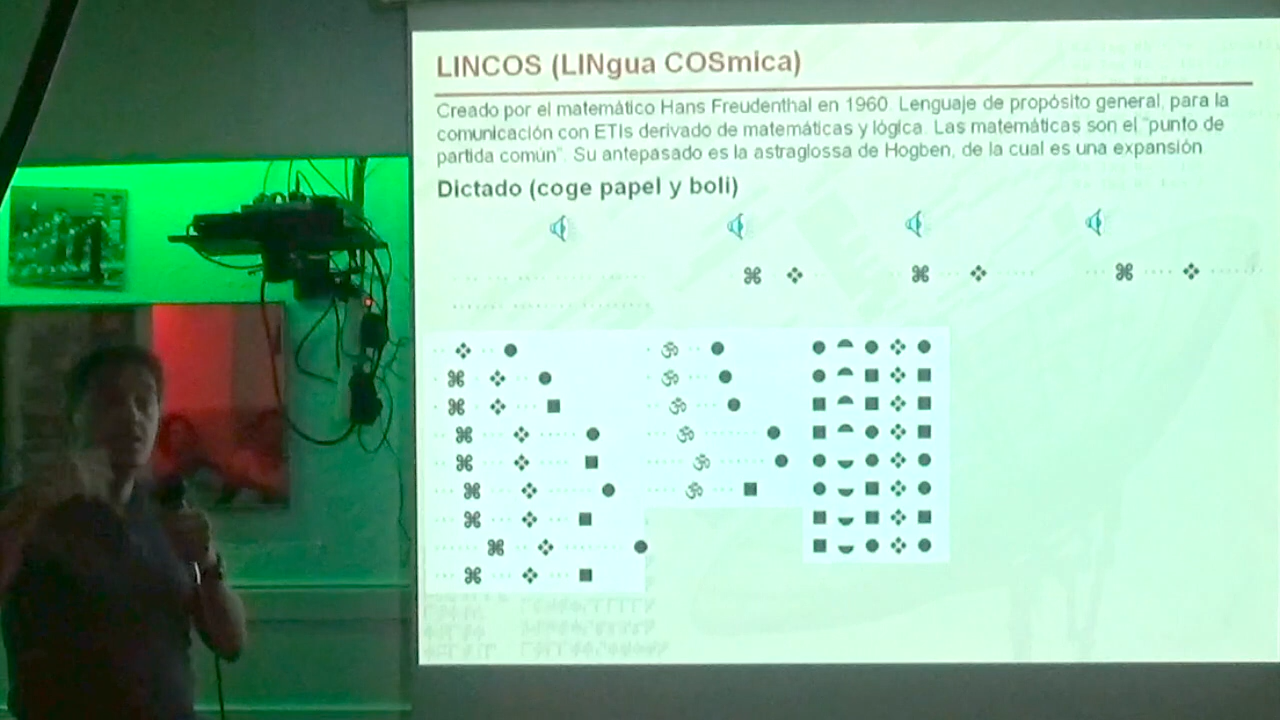 LINCOS (LINgua COSmica)
Creado por el matemático Hans Freudenthal en 1960. Lenguaje de propósito general, para la
comunicación con ETIs derivado de matemáticas y lógica. Las matemáticas son el "punto de
partida común". Su antepasado es la astraglossa de Hogben, de la cual es una expansión
Dictado (coge papel y boli)